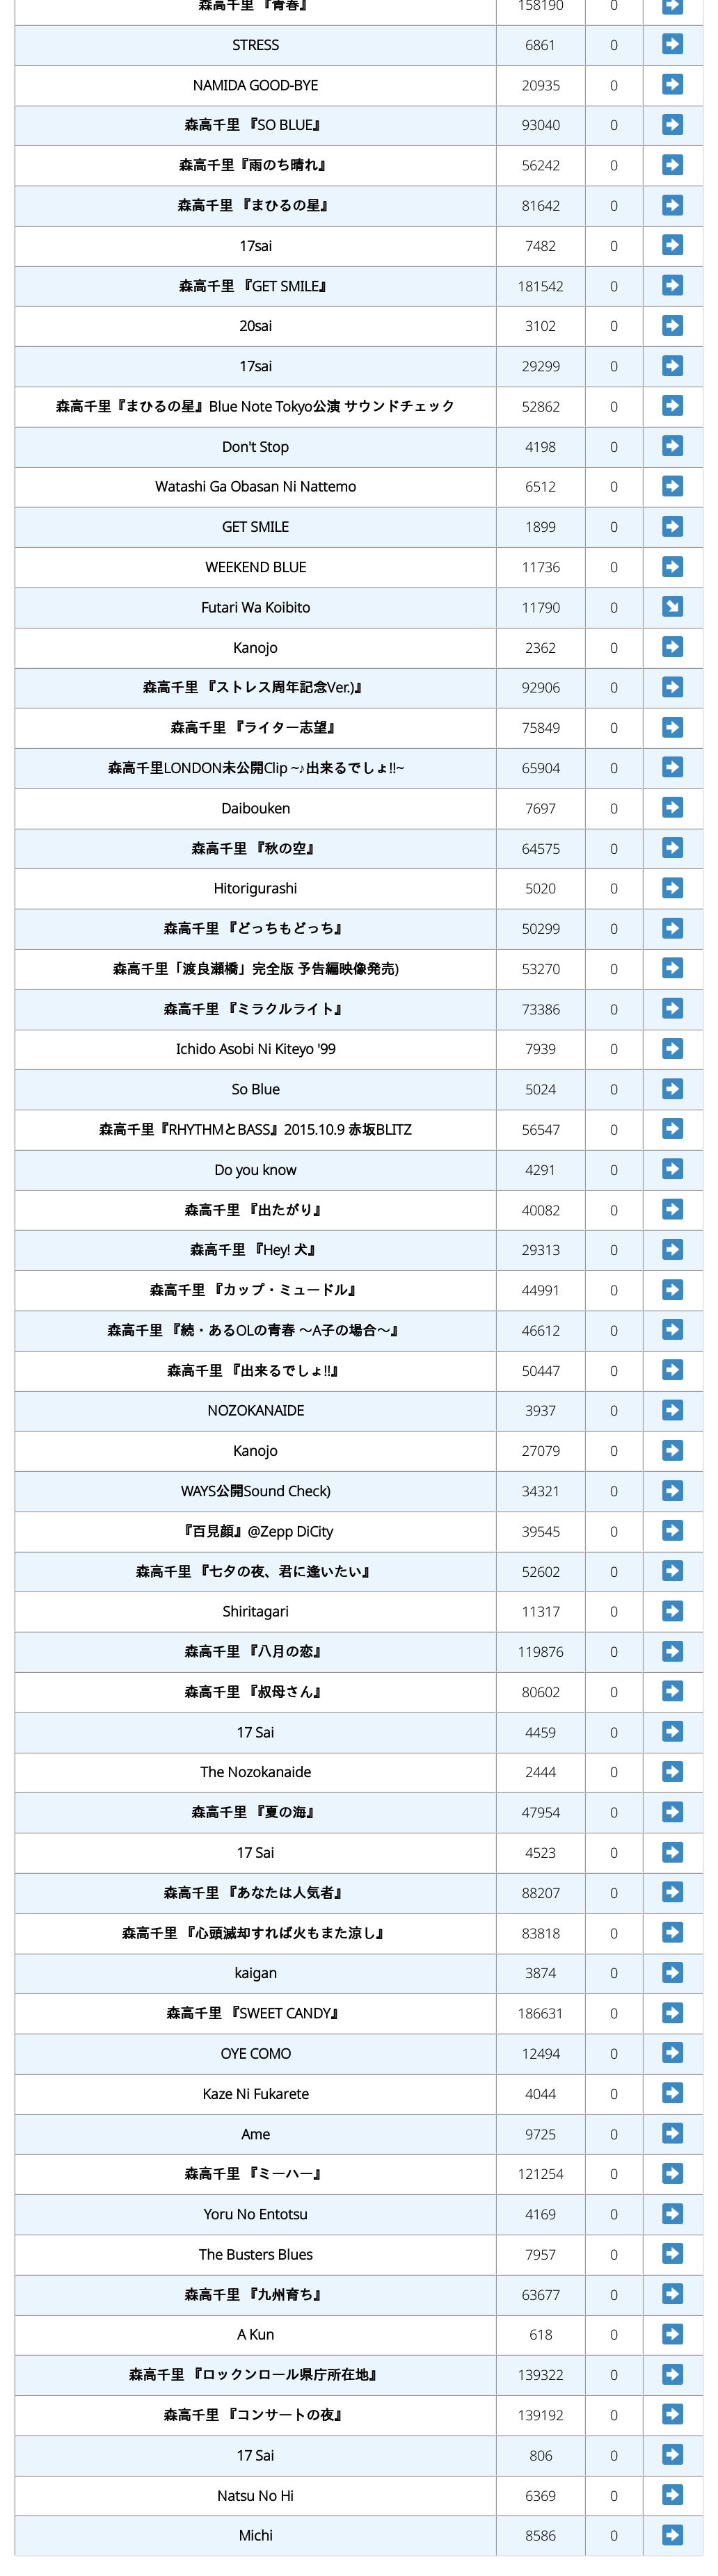 森高千里 『青春』 158190 0
STRESS 6861 0
NAMIDA GOOD-BYE 20935 0
森高千里 『SO BLUE』 93040 0
森高千里『雨のち晴れ』 56242 0
森高千里 『まひるの星』 81642 0
17sai 7482 0
森高千里 『GET SMILE』 181542 0
20sai 3102 0
17sai 29299 0
森高千里『まひるの星』Blue Note Tokyo公演 サウンドチェック 52862 0
Don't Stop 4198 0
Watashi Ga Obasan Ni Nattemo 6512 0
GET SMILE 1899 0
WEEKEND BLUE 11736 0
Futari Wa Koibito 11790 0
Kanojo 2362 0
森高千里 『ストレス周年記念Ver.)』 92906 0
森高千里 『ライター志望』 75849 0
森高千里LONDON未公開Clip ~♪出来るでしょ!!~ 65904 0
Daibouken 7697 0
森高千里 『秋の空』 64575 0
Hitorigurashi 5020 0
森高千里 『どっちもどっち』 50299 0
森高千里「渡良瀬橋」完全版 予告編映像発売) 53270 0
森高千里 『ミラクルライト』 73386 0
Ichido Asobi Ni Kiteyo '99 7939 0
So Blue 5024 0
森高千里『RHYTHMとBASS』2015.10.9 赤坂BLITZ 56547 0
Do you know 4291 0
森高千里 『出たがり』 40082 0
森高千里 『Hey! 犬』 29313 0
森高千里 『カップ・ミュードル』 44991 0
森高千里 『続・あるOLの青春 〜A子の場合〜』 46612 0
森高千里 『出来るでしょ!!』 50447 0
NOZOKANAIDE 3937 0
Kanojo 27079 0
WAYS公開Sound Check) 34321 0
『百見顔』@Zepp DiCity 39545 0
森高千里 『七夕の夜、君に逢いたい』 52602 0
Shiritagari 11317 0
森高千里 『八月の恋』 119876 0
森高千里 『叔母さん』 80602 0
17 Sai 4459 0
The Nozokanaide 2444 0
森高千里 『夏の海』 47954 0
17 Sai 4523 0
森高千里 『あなたは人気者』 88207 0
森高千里 『心頭滅却すれば火もまた涼し』 83818 0
kaigan 3874 0
森高千里 『SWEET CANDY』 186631 0
OYE COMO 12494 0
Kaze Ni Fukarete 4044 0
Ame 9725 0
森高千里 『ミーハー』 121254 0
Yoru No Entotsu 4169 0
The Busters Blues 7957 0
森高千里 『九州育ち』 63677 0
A Kun 618 0
森高千里 『ロックンロール県庁所在地』 139322 0
森高千里 『コンサートの夜』 139192 0
17 Sai 806 0
Natsu No Hi 6369 0
Michi 8586 0